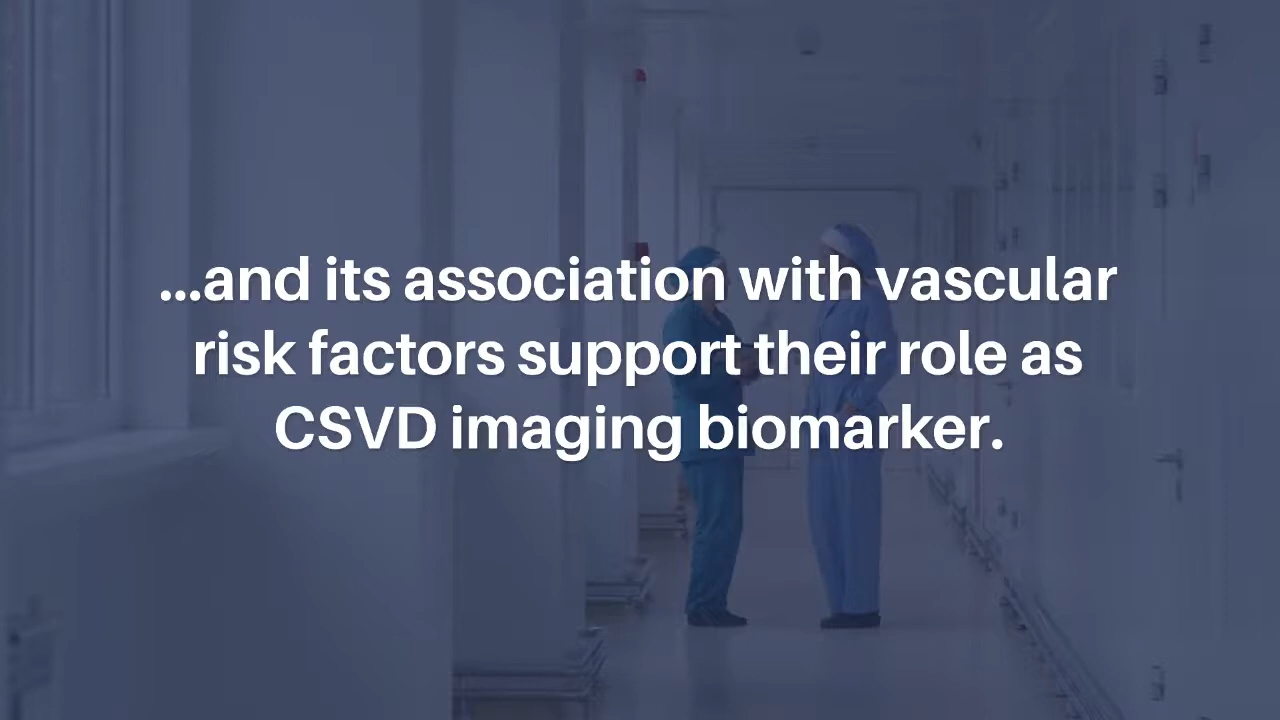 ...and its association with vascular
risk factors support their role as
CSVD imaging biomarker.